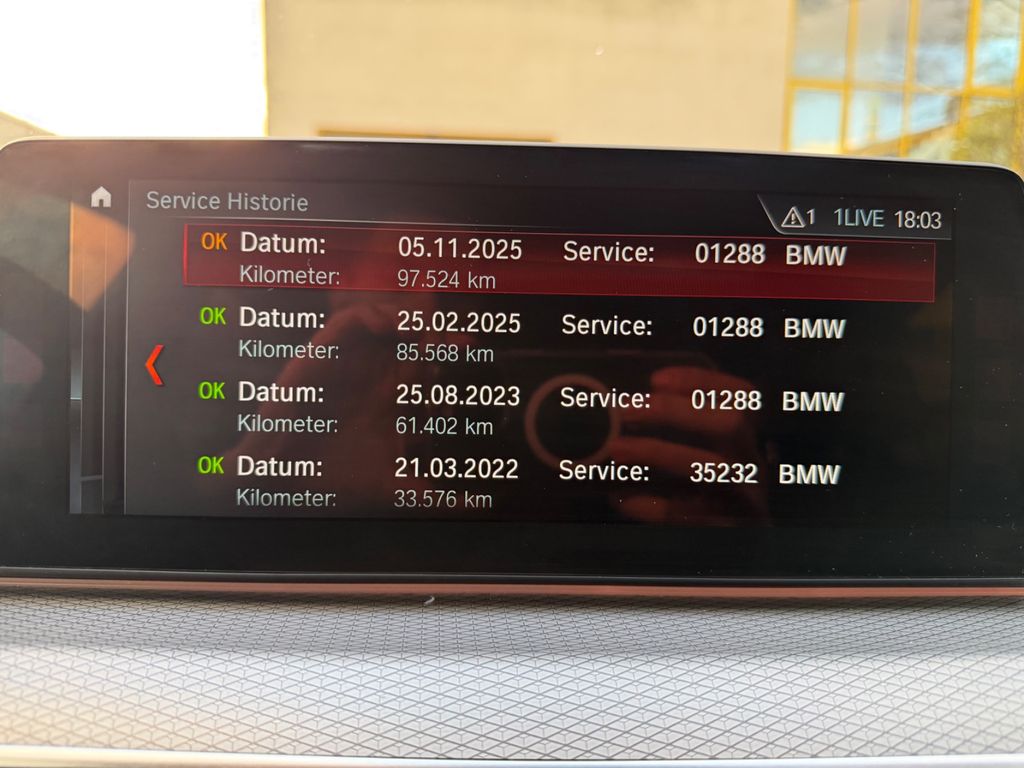 Service Historie
1 1LIVE 18:03
OK Datum: 05.11.2025 Service: 01288 BMW
Kilometer: 97.524 km
OK Datum: 25.02.2025 Service: 01288 BMW
Kilometer: 85.568 km
OK Datum: 25.08.2023 Service: 01288 BMW
Kilometer: 61.402 km
OK Datum: 21.03.2022 Service: 35232 BMW
Kilometer: 33.576 km